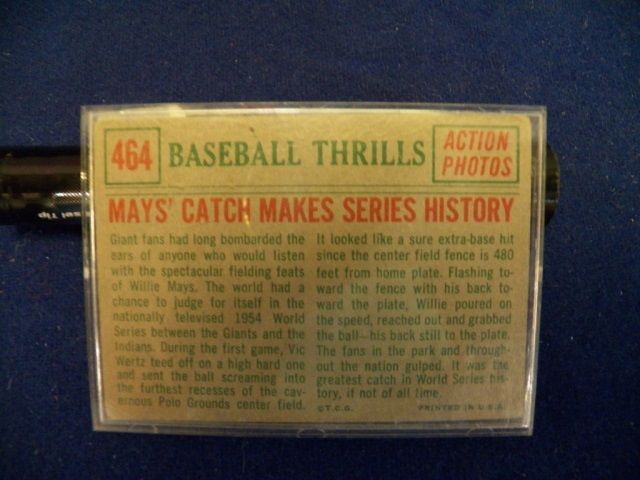 464
BASEBALL THRILLS
ACTION
PHOTOS
MAYS' CATCH MAKES SERIES HISTORY
Giant fans had long bombarded the
ears of anyone who would listen
with the spectacular fielding feats
of Willie Mays. The world had a
chance to judge for itself in the
nationally televised 1954 World
Series between the Giants and the
Indians. During the first game, Vic
Wertz teed off on a high hard one
and sent the ball screaming into
the furthest recesses of the cav-
ernous Polo Grounds center field.
It looked like a sure extra-base hit
since the center field fence is 480
feet from home plate. Flashing to-
ward the fence with his back to-
ward the plate, Willie poured on
the speed, reached out and grabbed
the ball—his back still to the plate.
The fans in the park and through-
out the nation gulped. It was the
greatest catch in World Series his-
tory, if not of all time.
© T.C.G.
PRINTED IN U.S.A.
sel Tip